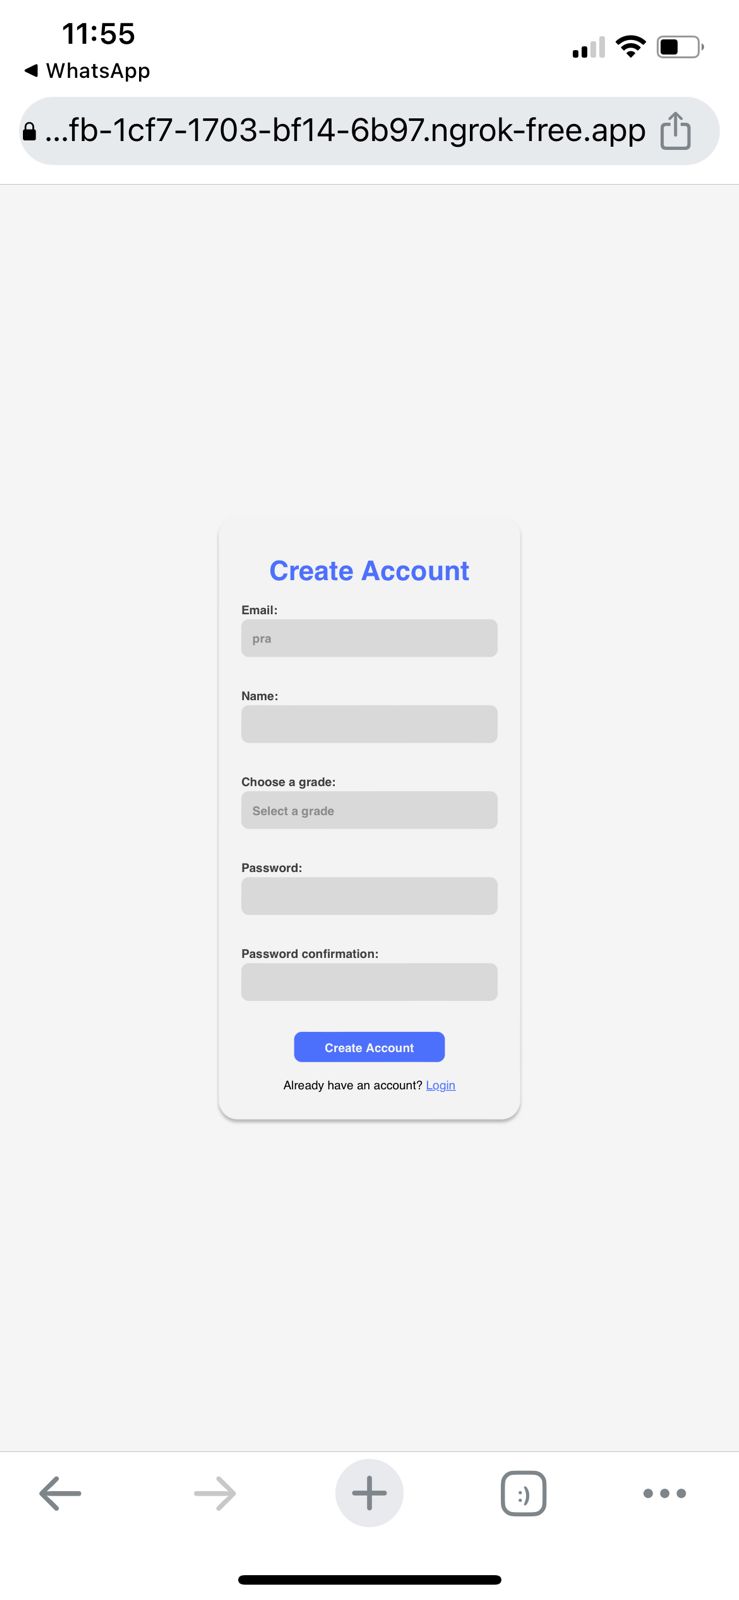 11:55
◀ WhatsApp
...fb-1cf7-1703-bf14-6b97.ngrok-free.app
Create Account
Email:
pra
Name:
Choose a grade:
Select a grade
Password:
Password confirmation:
Create Account
Already have an account? Login
:)